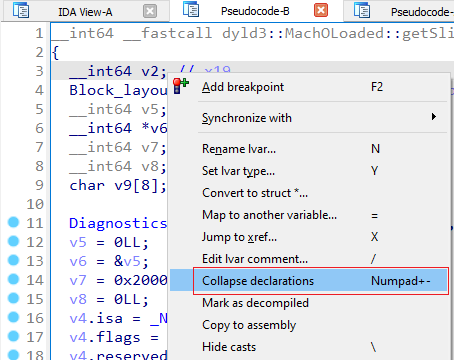 IDA View-A Pseudocode-B Pseudocode-
1 __int64 __fastcall dyld3::MachOLoaded::getSli
2 {
3 __int64 v2; // x19
4 Block_layou
5 __int64 v5;
6 __int64 *v6
7 __int64 v7;
8 __int64 v8;
9 char v9[8];
10
11 Diagnostics
12 v5 = 0LL;
13 v6 = &v5;
14 v7 = 0x2000
15 v8 = 0LL;
16 v4.isa = _N
17 v4.flags =
18 v4.reserved
Add breakpoint F2
Synchronize with
Rename lvar... N
Set lvar type... Y
Convert to struct *...
Map to another variable... =
Jump to xref... X
Edit lvar comment... /
Collapse declarations Numpad+-
Mark as decompiled
Copy to assembly
Hide casts \